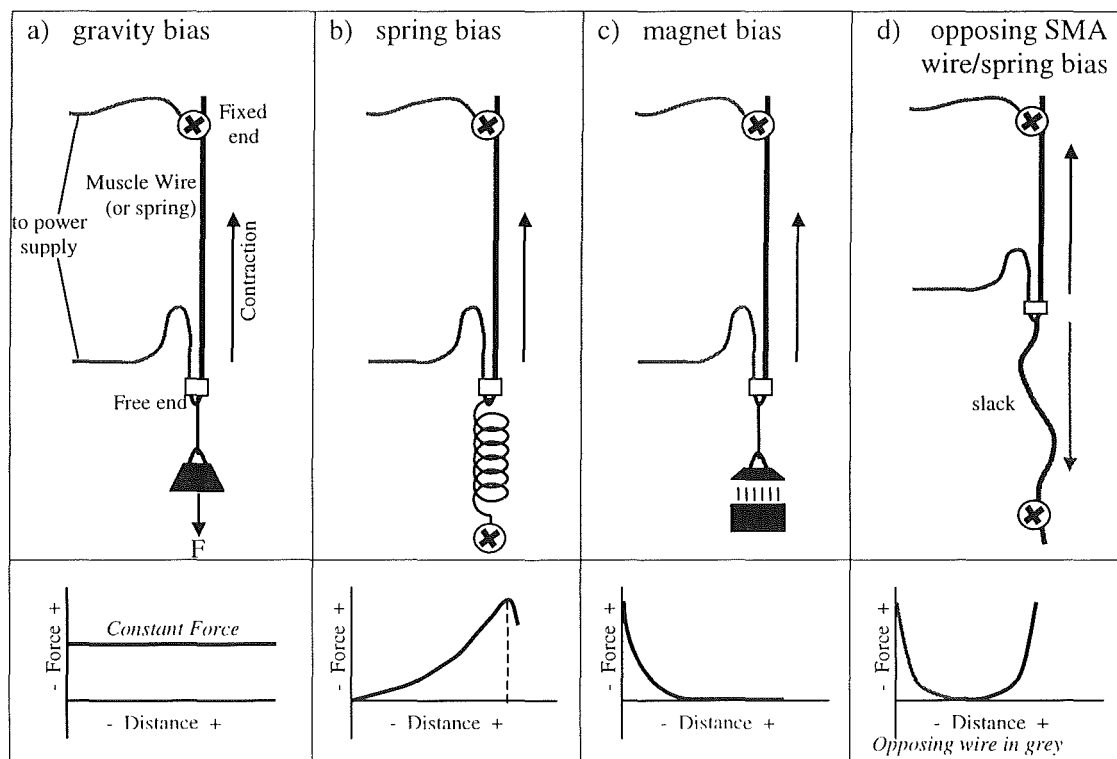 a) gravity bias
b) spring bias
c) magnet bias
d) opposing SMA
wire/spring bias
Fixed
end
Muscle Wire
(or spring)
to power
supply
Contraction
Free end
F
slack
- Force +
Constant Force
- Distance +
- Force +
- Distance +
- Force +
- Distance +
- Force +
- Distance +
Opposing wire in grey